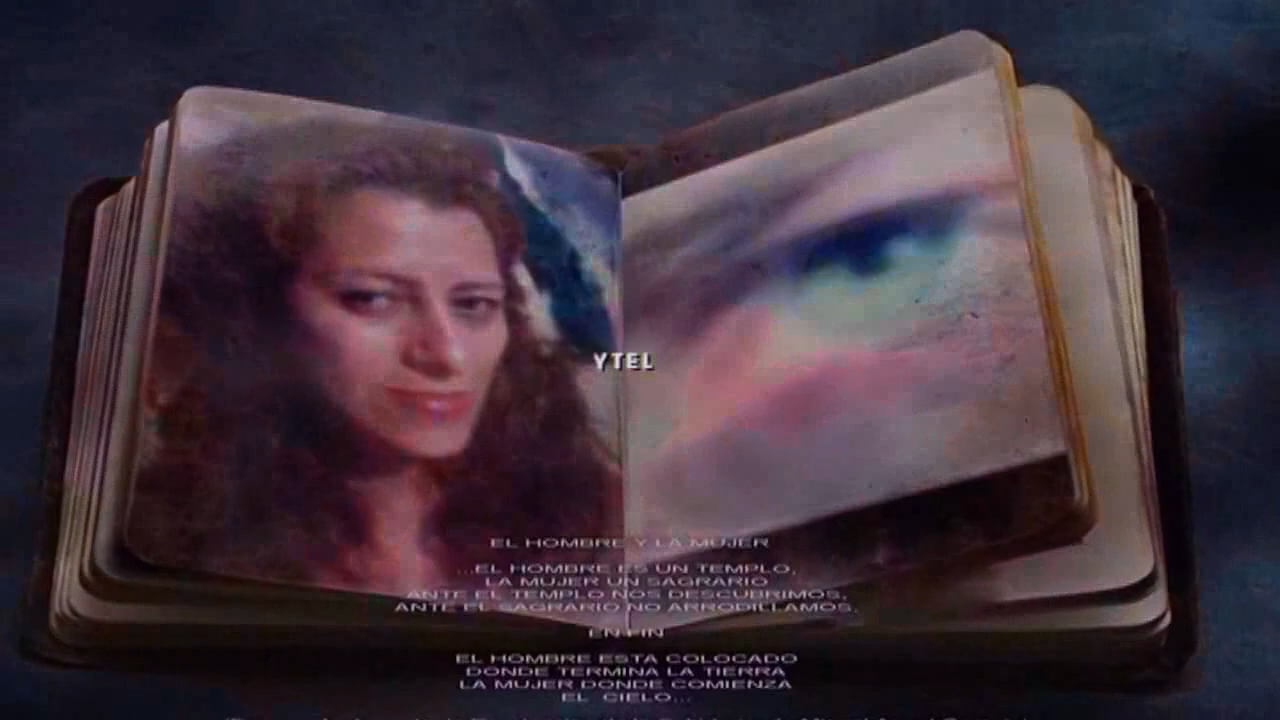 YTEL
EL HOMBRE Y LA MUJER
...EL HOMBRE ES UN TEMPLO,
LA MUJER UN SAGRARIO
ANTE EL TEMPLO NOS DESCUBRIMOS,
ANTE EL SAGRARIO NO ARRODILLAMOS.
EN FIN
EL HOMBRE ESTA COLOCADO
DONDE TERMINA LA TIERRA
LA MUJER DONDE COMIENZA
EL CIELO...